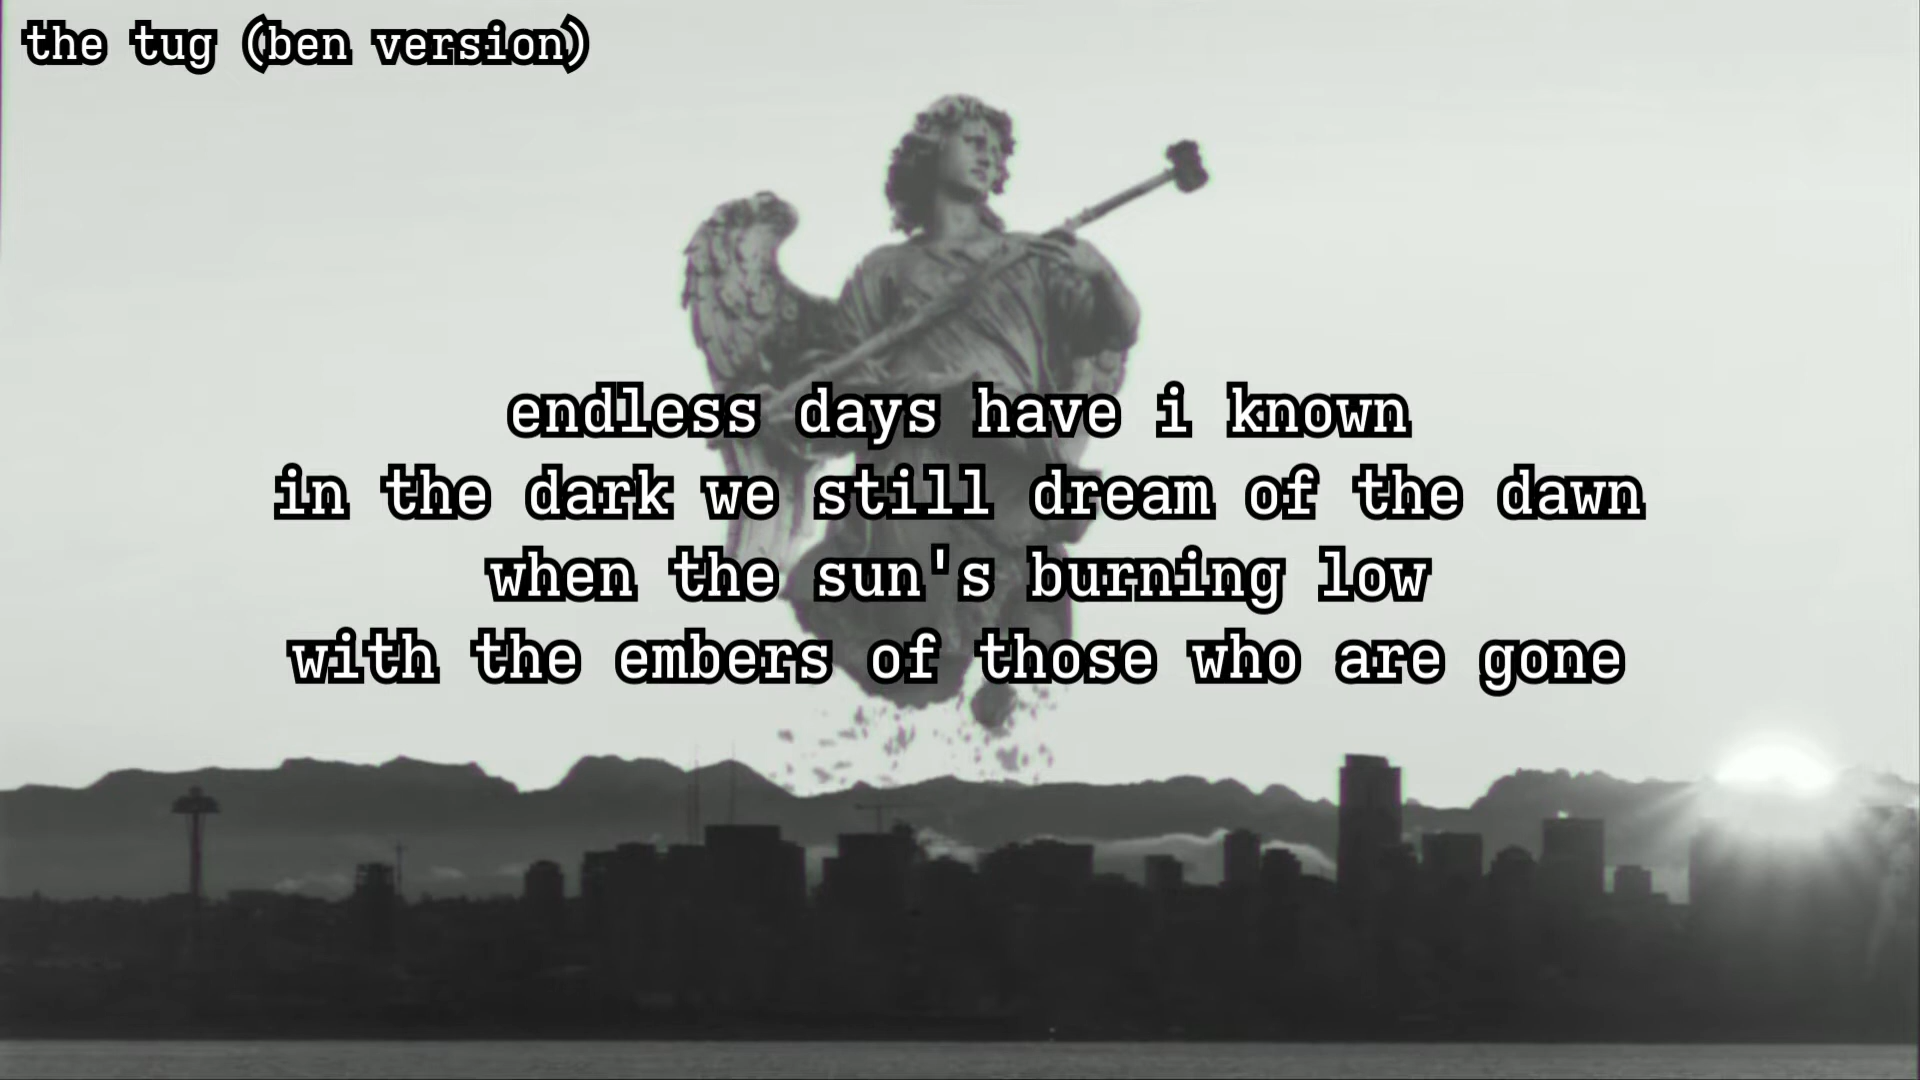 the tug (ben version)
endless days have i known
in the dark we still dream of the dawn
when the sun's burning low
with the embers of those who are gone